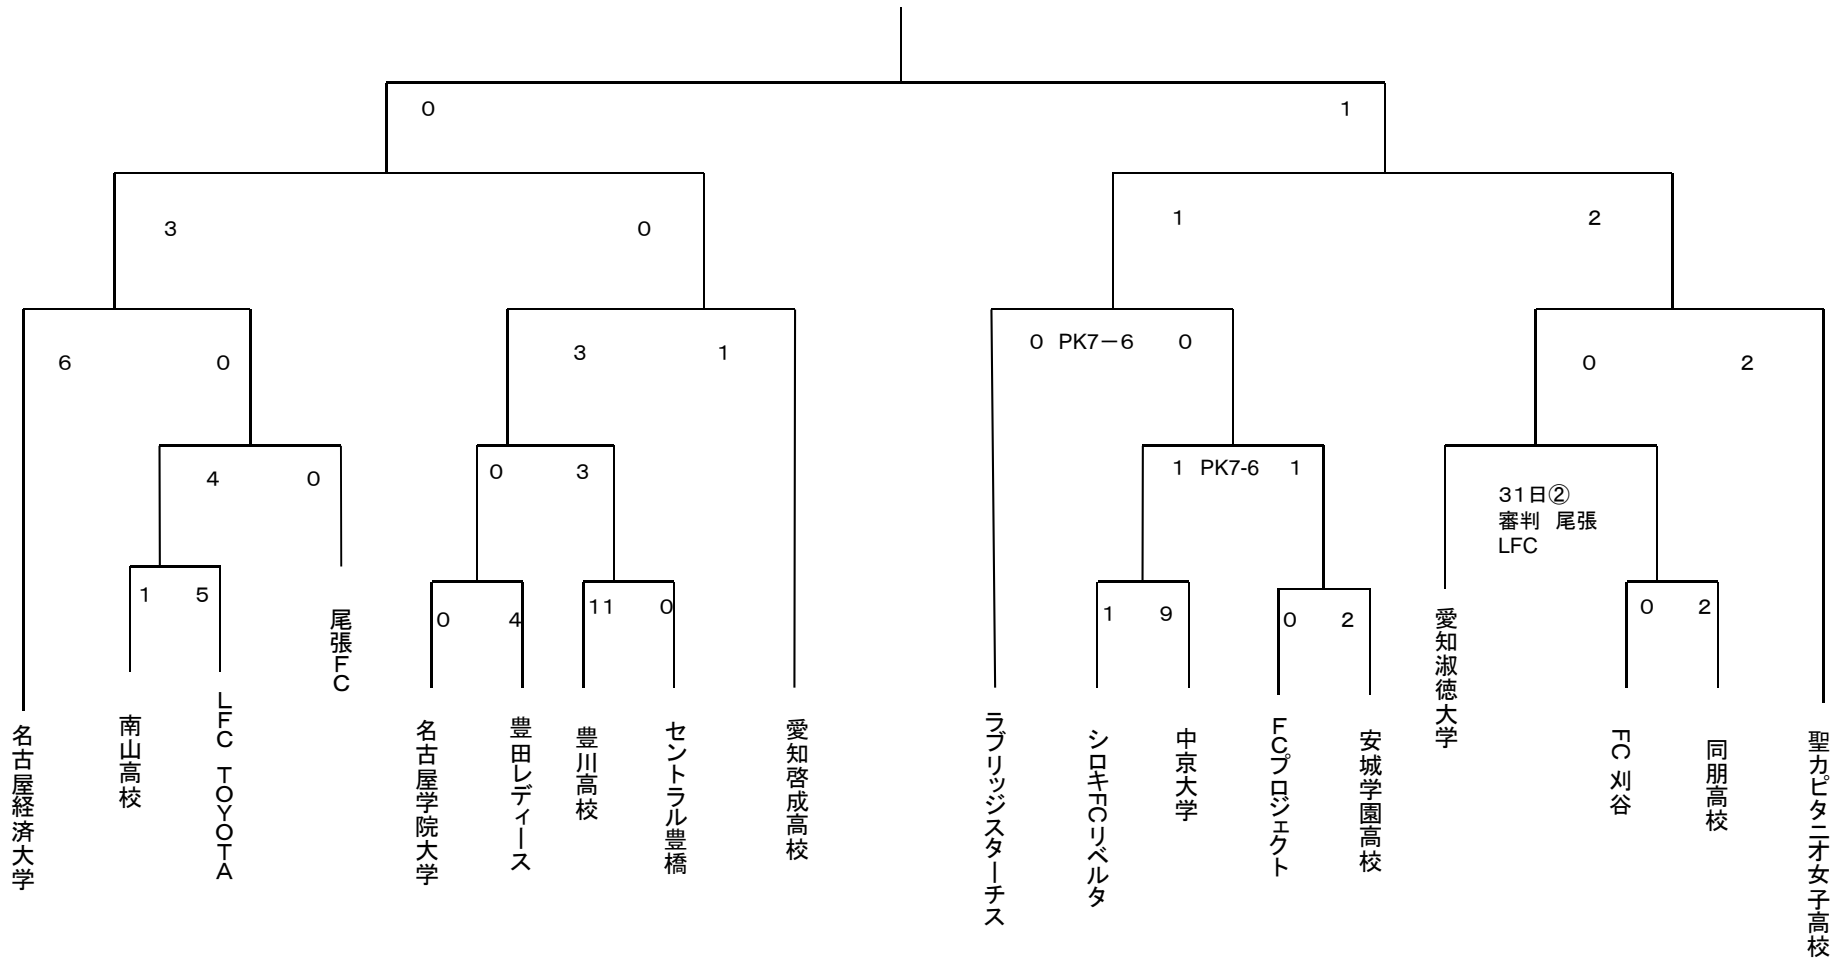 ０
１
３
０
１
２
６
０
３
１
０ PK7－6 ０
０
２
４
０
０
３
１ PK7-6 １
３１日②
審判　尾張
LFC
１
５
０
４
１１
０
１
９
０
２
０
２
名古屋経済大学
南山高校
ＬＦＣ　ＴＯＹＯＴＡ
尾張ＦＣ
名古屋学院大学
豊田レディース
豊川高校
セントラル豊橋
愛知啓成高校
ラブリッジスターチス
シロキFCリベルタ
中京大学
FCプロジェクト
安城学園高校
愛知淑徳大学
FC 刈谷
同朋高校
聖カピタニオ女子高校